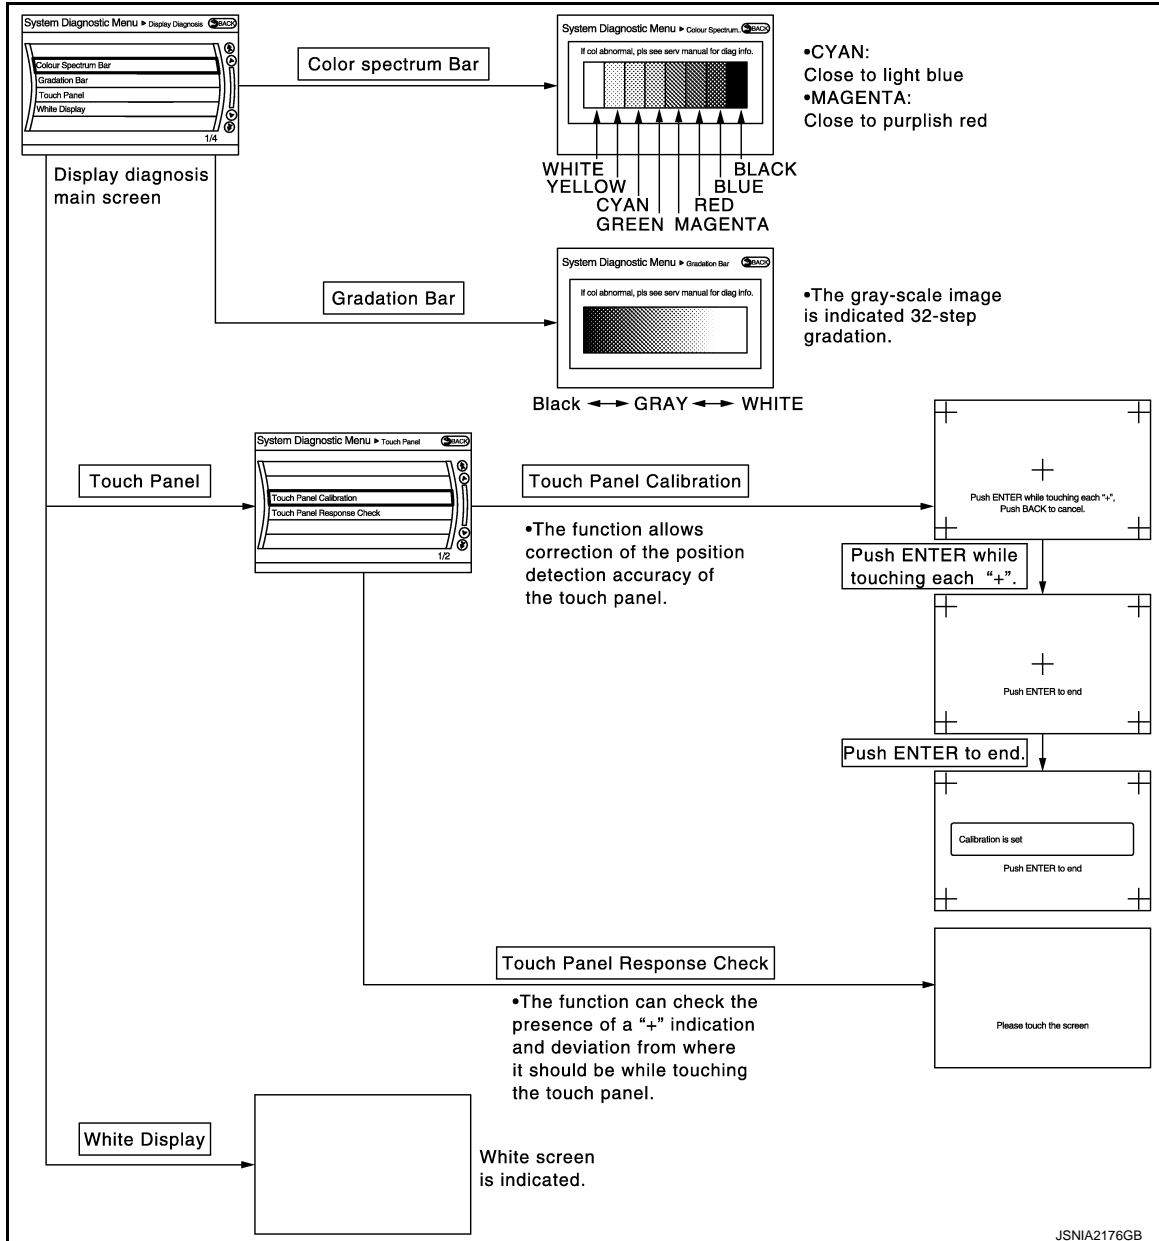 System Diagnostic Menu ▶ Display Diagnosis BACK
Colour Spectrum Bar
Gradation Bar
Touch Panel
White Display
1/4
Display diagnosis
main screen
Color spectrum Bar
System Diagnostic Menu ▶ Colour Spectrum.. BACK
If col abnormal, pls see serv manual for diag info.
WHITE
YELLOW
CYAN
GREEN
MAGENTA
RED
BLUE
BLACK
•CYAN:
Close to light blue
•MAGENTA:
Close to purplish red
Gradation Bar
System Diagnostic Menu ▶ Gradation Bar BACK
If col abnormal, pls see serv manual for diag info.
Black ↔ GRAY ↔ WHITE
•The gray-scale image
is indicated 32-step
gradation.
Touch Panel
System Diagnostic Menu ▶ Touch Panel BACK
Touch Panel Calibration
Touch Panel Response Check
1/2
Touch Panel Calibration
•The function allows
correction of the position
detection accuracy of
the touch panel.
Push ENTER while touching each “+”,
Push BACK to cancel.
Push ENTER while
touching each “+”.
Push ENTER to end
Push ENTER to end.
Calibration is set
Push ENTER to end
Touch Panel Response Check
•The function can check the
presence of a “+” indication
and deviation from where
it should be while touching
the touch panel.
Please touch the screen
White Display
White screen
is indicated.
JSNIA2176GB